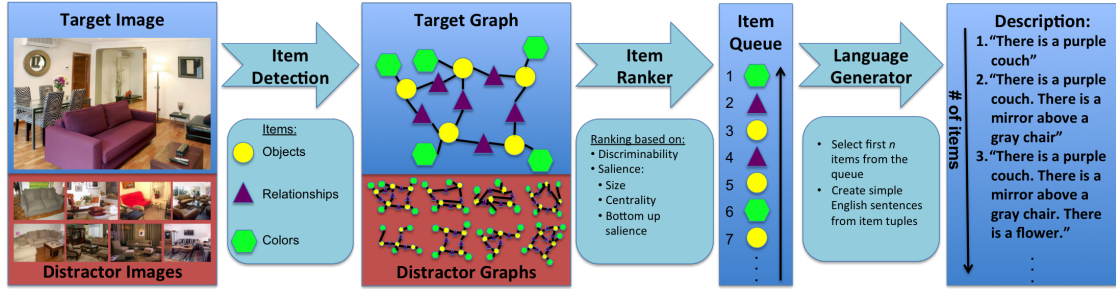 Target Image
Distractor Images
Item
Detection
Items:
Objects
Relationships
Colors
Target Graph
Distractor Graphs
Item
Ranker
Ranking based on:
• Discriminability
• Salience:
• Size
• Centrality
• Bottom up
salience
Item
Queue
1
2
3
4
5
6
7
Language
Generator
• Select first n
items from the
queue
• Create simple
English sentences
from item tuples
# of items
Description:
1. “There is a purple
couch”
2. “There is a purple
couch. There is a
mirror above a
gray chair”
3. “There is a purple
couch. There is a
mirror above a
gray chair. There
is a flower.”